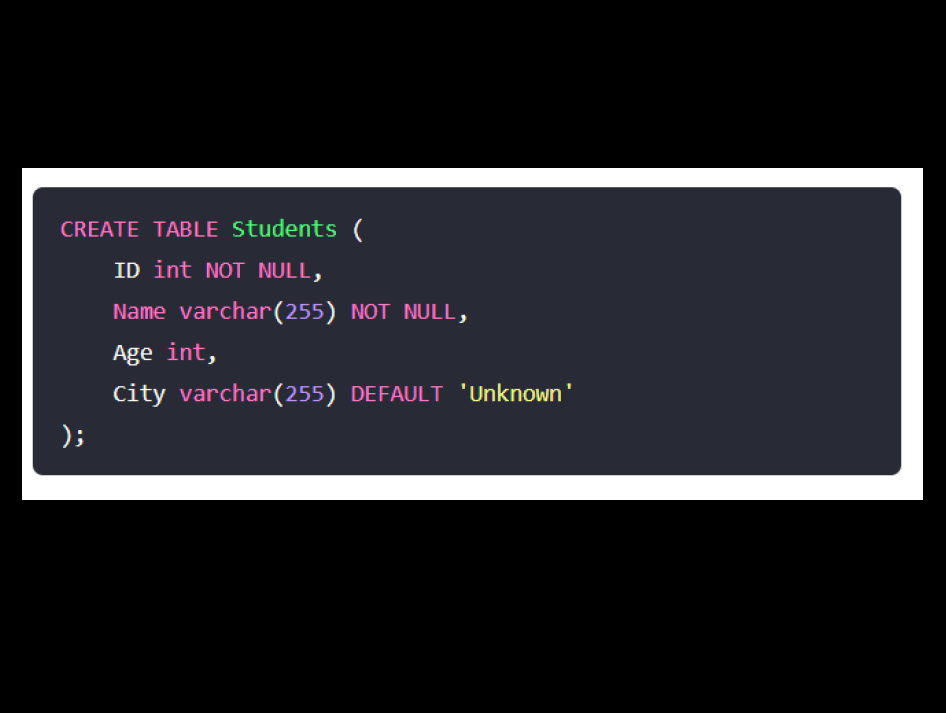 CREATE TABLE Students (
ID int NOT NULL,
Name varchar(255) NOT NULL,
Age int,
City varchar(255) DEFAULT 'Unknown'
);